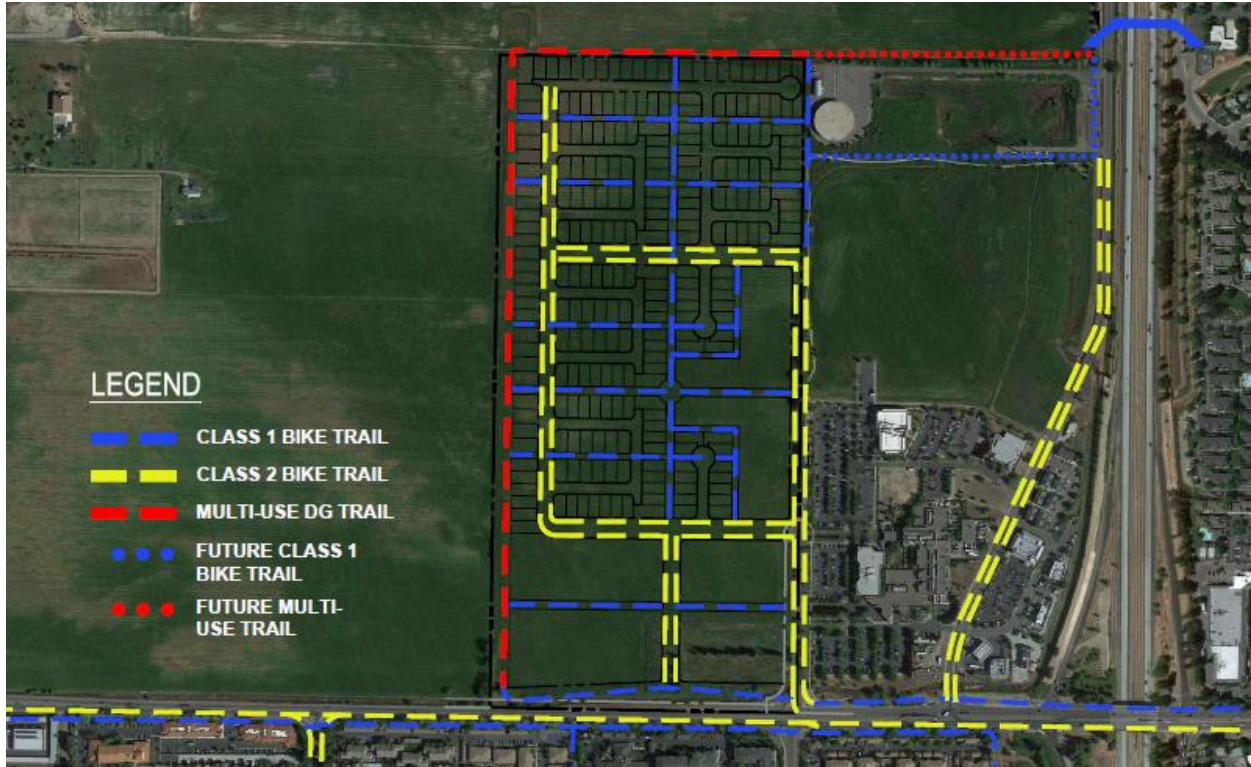 LEGEND
CLASS 1 BIKE TRAIL
CLASS 2 BIKE TRAIL
MULTI-USE DG TRAIL
FUTURE CLASS 1
BIKE TRAIL
FUTURE MULTI-
USE TRAIL